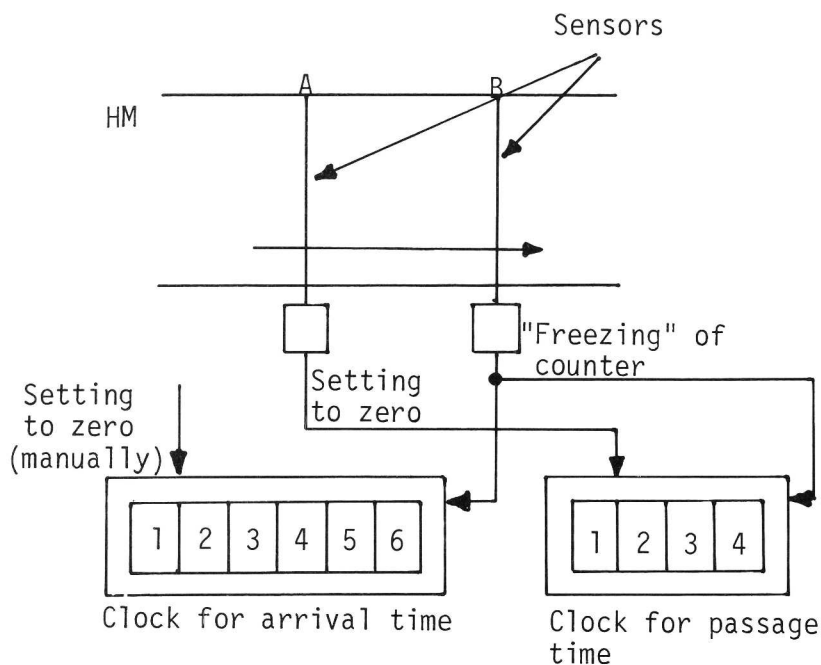 Sensors
A
B
HM
"Freezing" of
counter
Setting
to zero
Setting
to zero
(manually)
1 2 3 4 5 6
1 2 3 4
Clock for arrival time
Clock for passage
time